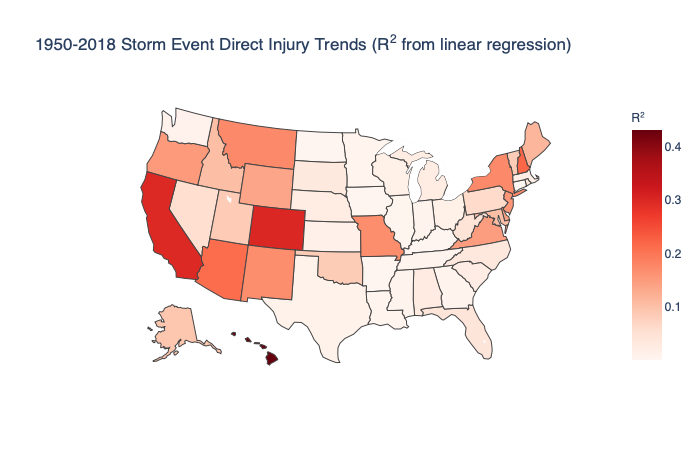 1950-2018 Storm Event Direct Injury Trends (R² from linear regression)
R²
0.4
0.3
0.2
0.1